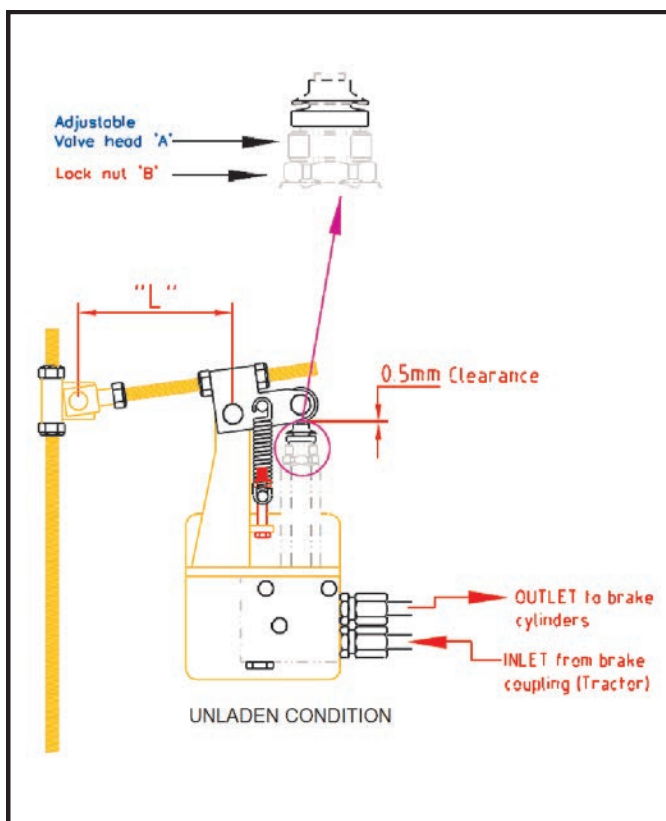 Adjustable
Valve head 'A'
Lock nut 'B'
"L"
0.5mm Clearance
OUTLET to brake
cylinders
INLET from brake
coupling (Tractor)
UNLADEN CONDITION